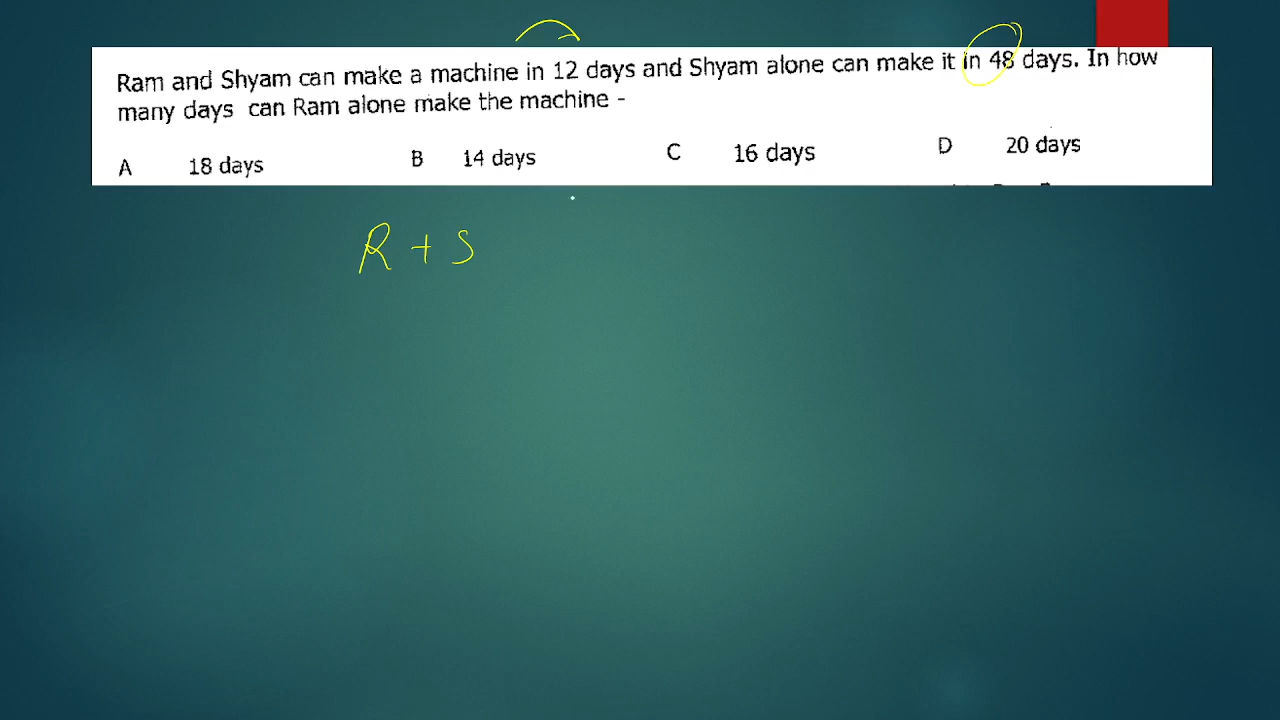 Ram and Shyam can make a machine in 12 days and Shyam alone can make it in 48 days. In how
many days can Ram alone make the machine -
A 18 days B 14 days C 16 days D 20 days
R + S